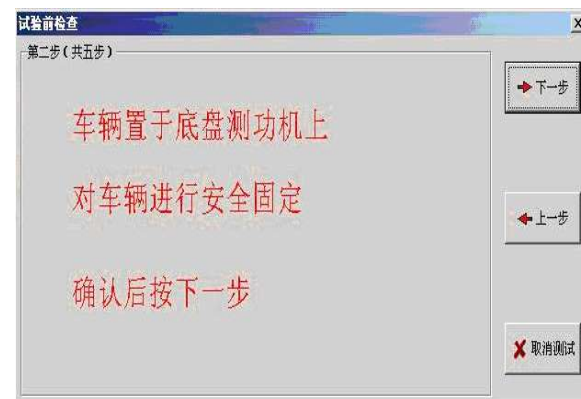 试验前检查
第二步(共五步)
下一步
车辆置于底盘测功机上
对车辆进行安全固定
上一步
确认后按下一步
取消测试